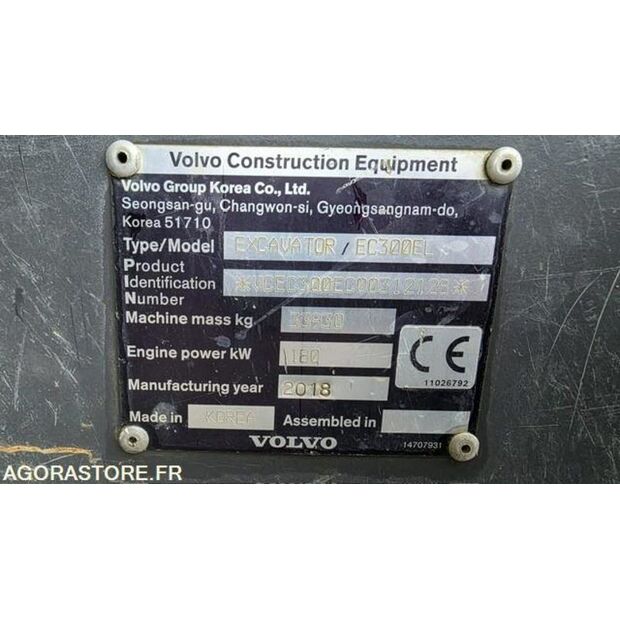 Volvo Construction Equipment
Volvo Group Korea Co., Ltd.
Seongsan-gu, Changwon-si, Gyeongsangnam-do,
Korea 51710
Type/Model EXCAVATOR / EC300EL
Product
Identification
Number
Machine mass kg
Engine power kW 180
Manufacturing year 2018
CE
11026792
Made in KOREA Assembled in
VOLVO
14707931
AGORASTORE.FR